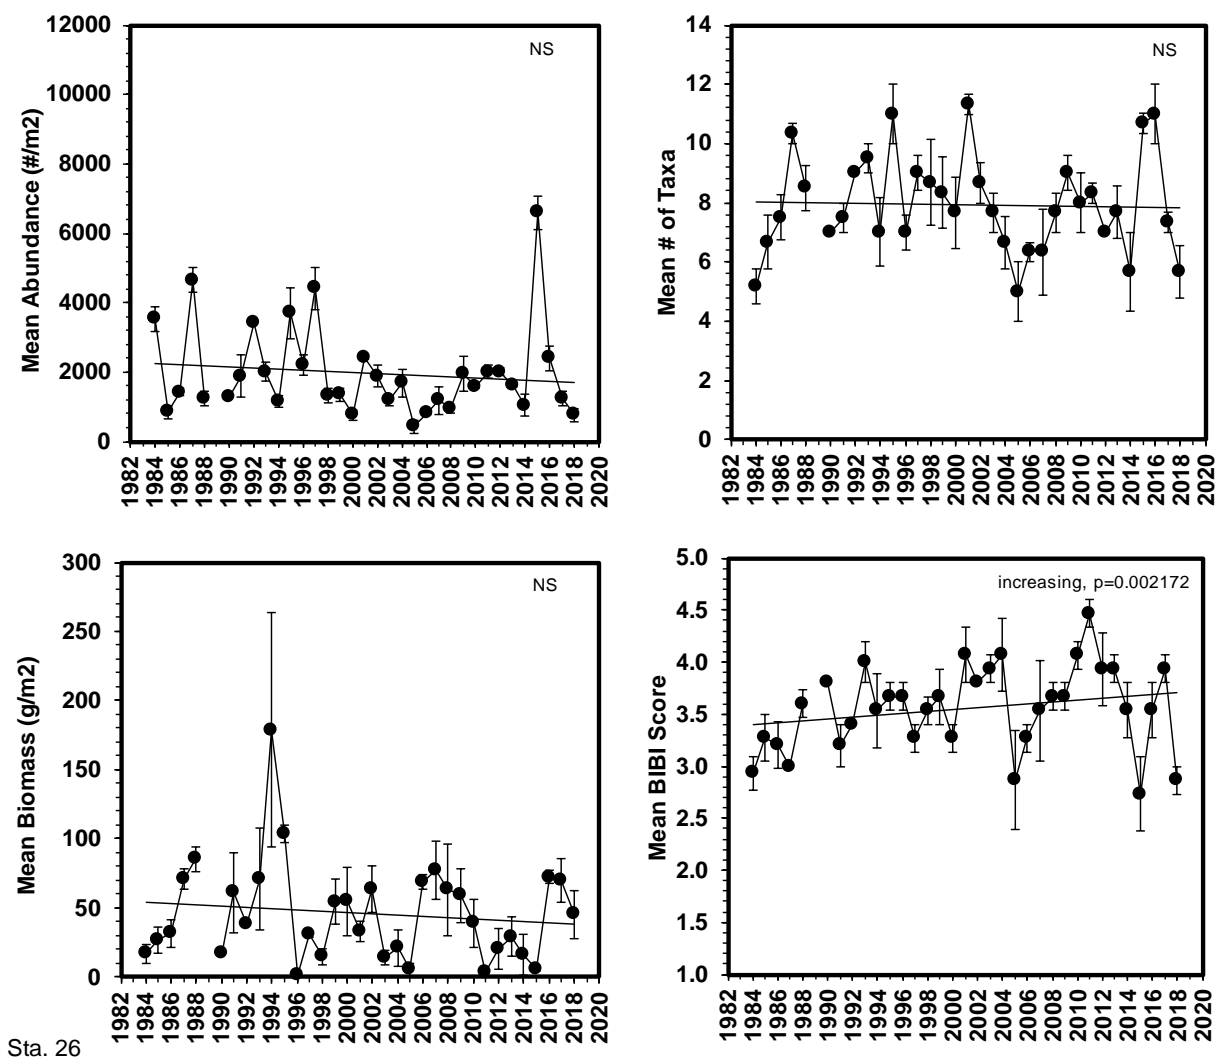 12000
10000
8000
6000
4000
2000
0
Mean Abundance (#/m2)
NS
1982 1984 1986 1988 1990 1992 1994 1996 1998 2000 2002 2004 2006 2008 2010 2012 2014 2016 2018 2020
14
12
10
8
6
4
2
0
Mean # of Taxa
NS
1982 1984 1986 1988 1990 1992 1994 1996 1998 2000 2002 2004 2006 2008 2010 2012 2014 2016 2018 2020
300
250
200
150
100
50
0
Mean Biomass (g/m2)
NS
1982 1984 1986 1988 1990 1992 1994 1996 1998 2000 2002 2004 2006 2008 2010 2012 2014 2016 2018 2020
5.0
4.5
4.0
3.5
3.0
2.5
2.0
1.5
1.0
Mean BIBI Score
increasing, p=0.002172
1982 1984 1986 1988 1990 1992 1994 1996 1998 2000 2002 2004 2006 2008 2010 2012 2014 2016 2018 2020
Sta. 26